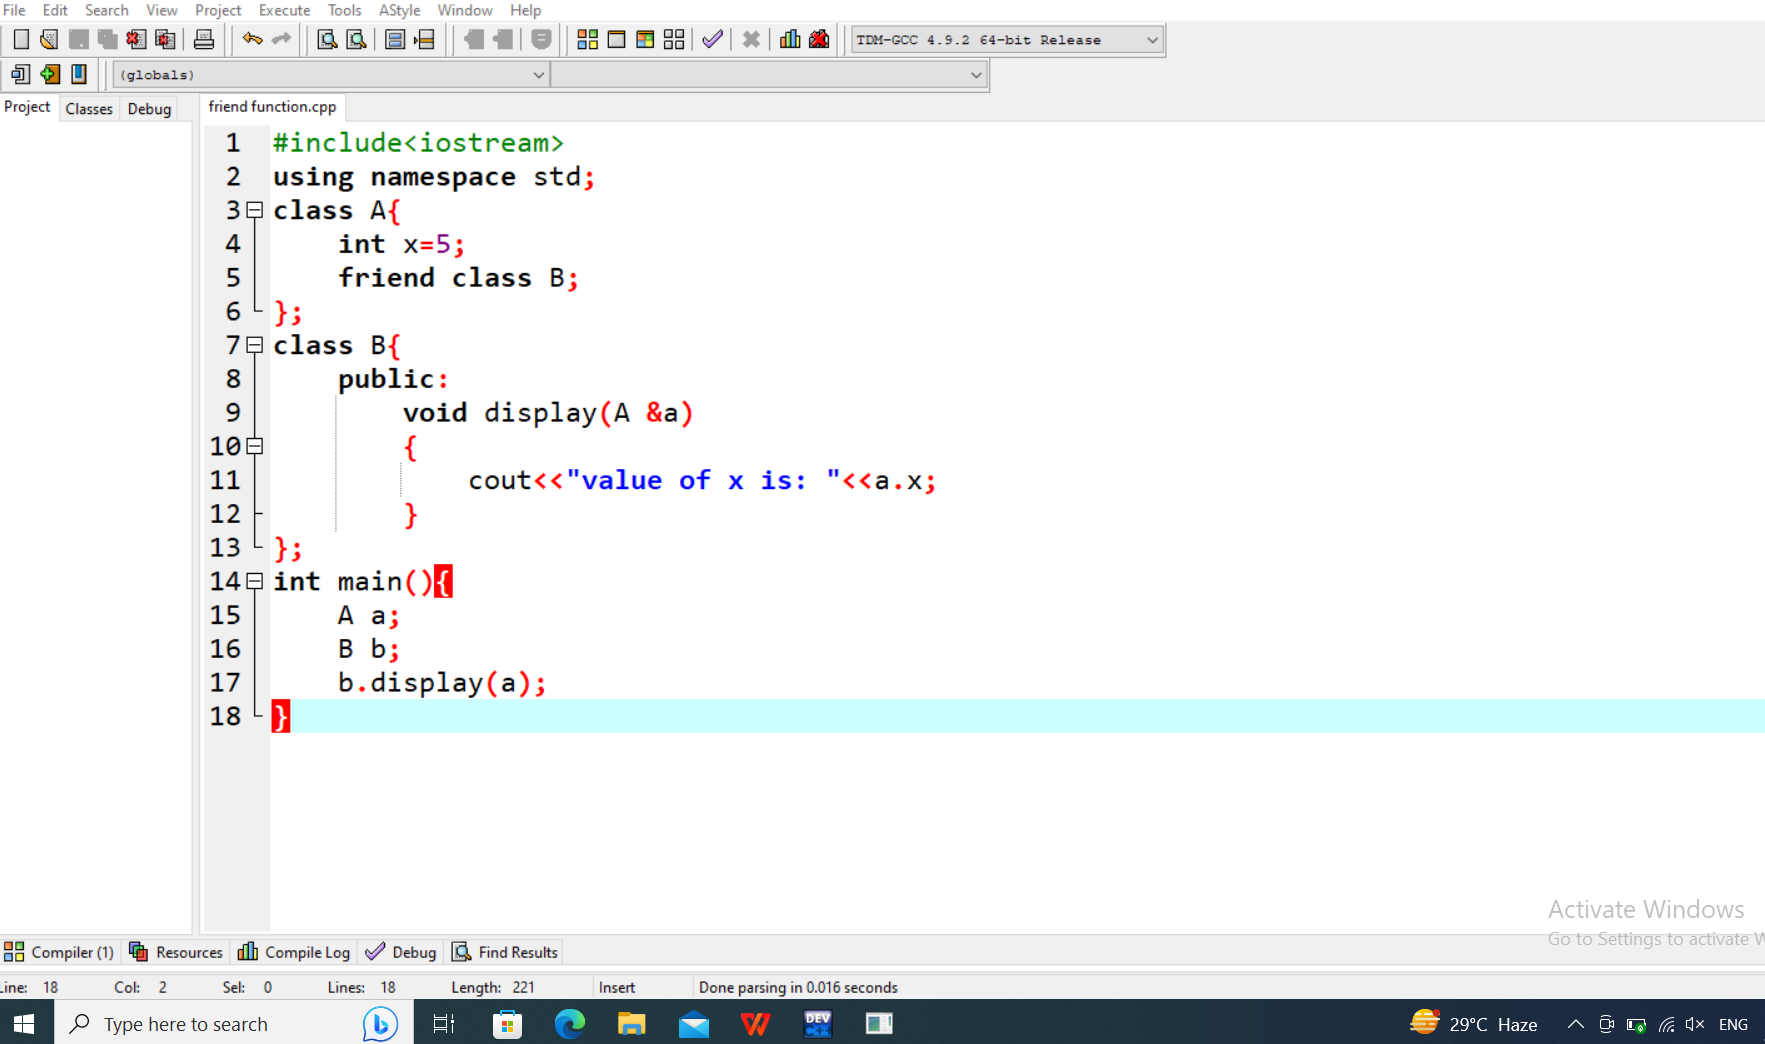 File Edit Search View Project Execute Tools AStyle Window Help
TDM-GCC 4.9.2 64-bit Release
(globals)
Project Classes Debug friend function.cpp
1 #include<iostream>
2 using namespace std;
3 class A{
4 int x=5;
5 friend class B;
6 };
7 class B{
8 public:
9 void display(A &a)
10 {
11 cout<<"value of x is: "<<a.x;
12 }
13 };
14 int main(){
15 A a;
16 B b;
17 b.display(a);
18 }
Activate Windows
Go to Settings to activate W
Compiler (1) Resources Compile Log Debug Find Results
Line: 18 Col: 2 Sel: 0 Lines: 18 Length: 221 Insert Done parsing in 0.016 seconds
Type here to search DEV C++ 29°C Haze ENG